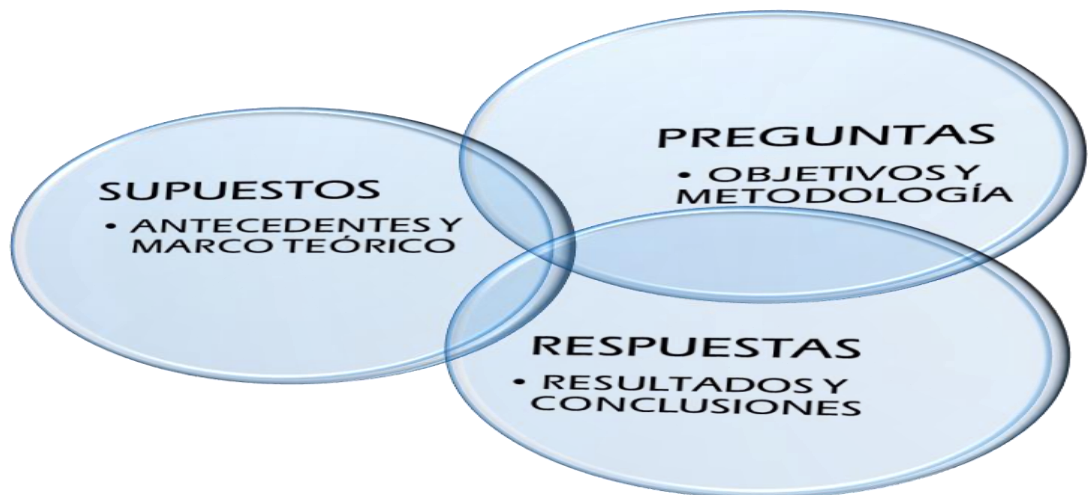 SUPUESTOS
• ANTECEDENTES Y
MARCO TEÓRICO
PREGUNTAS
• OBJETIVOS Y
METODOLOGÍA
RESPUESTAS
• RESULTADOS Y
CONCLUSIONES